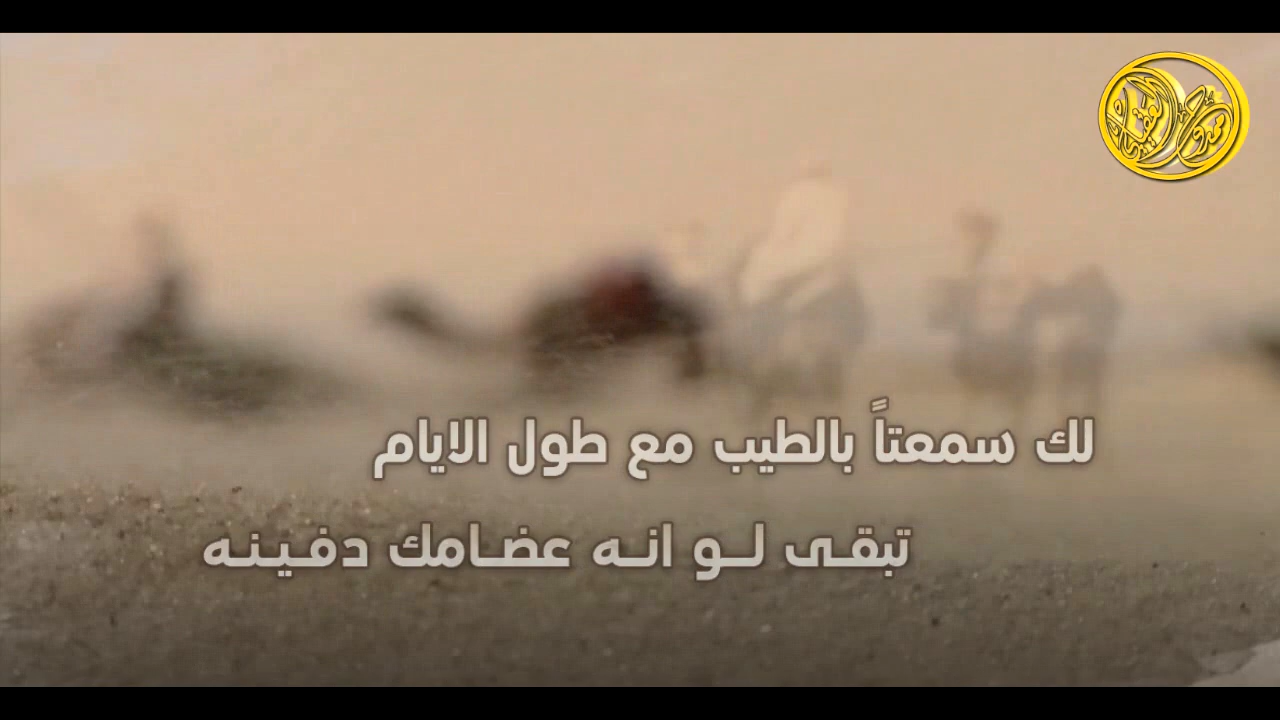 لك سمعتاً بالطيب مع طول الايام
تبقى لو انه عضامك دفينه